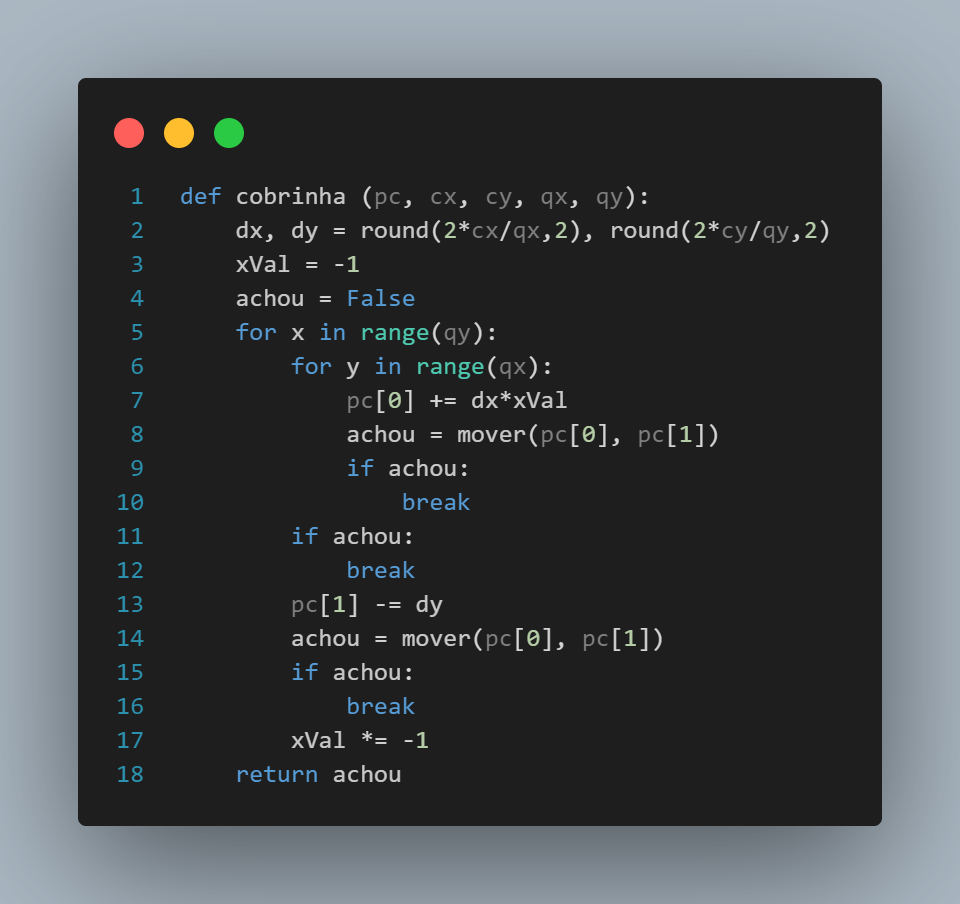 1 def cobrinha (pc, cx, cy, qx, qy):
2     dx, dy = round(2*cx/qx,2), round(2*cy/qy,2)
3     xVal = -1
4     achou = False
5     for x in range(qy):
6         for y in range(qx):
7             pc[0] += dx*xVal
8             achou = mover(pc[0], pc[1])
9             if achou:
10                 break
11         if achou:
12             break
13         pc[1] -= dy
14         achou = mover(pc[0], pc[1])
15         if achou:
16             break
17         xVal *= -1
18     return achou